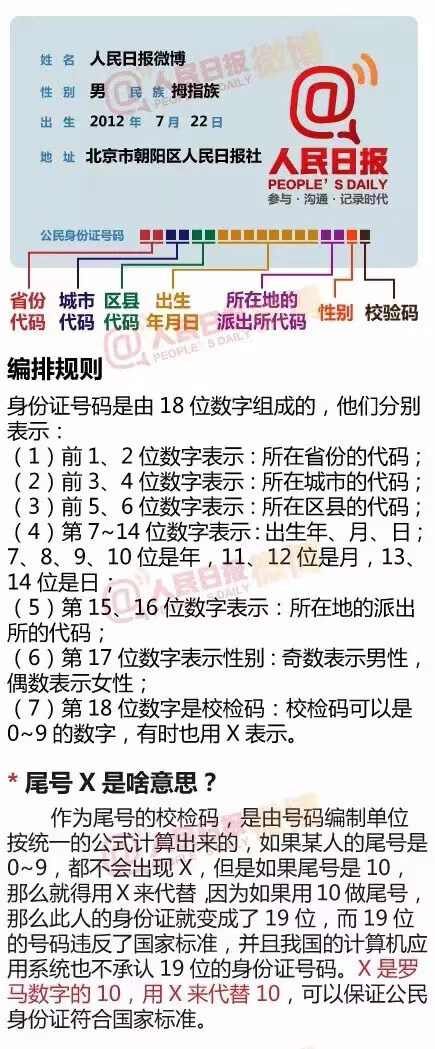 姓 名 人民日报微博
性 别 男 民 族 拇指族
出 生 2012 年 7 月 22 日
地 址 北京市朝阳区人民日报社
人民日报
PEOPLE'S DAILY
参与·沟通·记录时代
公民身份证号码
省份代码
城市代码
区县代码
出生年月日
所在地的派出所代码
性别
校验码
编排规则
身份证号码是由 18 位数字组成的，他们分别
表示：
（1）前 1、2 位数字表示：所在省份的代码；
（2）前 3、4 位数字表示：所在城市的代码；
（3）前 5、6 位数字表示：所在区县的代码；
（4）第 7~14 位数字表示：出生年、月、日；
7、8、9、10 位是年，11、12 位是月，13、
14 位是日；
（5）第 15、16 位数字表示：所在地的派出
所的代码；
（6）第 17 位数字表示性别：奇数表示男性，
偶数表示女性；
（7）第 18 位数字是校检码：校检码可以是
0~9 的数字，有时也用 X 表示。
* 尾号 X 是啥意思？
作为尾号的校检码，是由号码编制单位
按统一的公式计算出来的，如果某人的尾号是
0~9，都不会出现 X，但是如果尾号是 10，
那么就得用 X 来代替，因为如果用 10 做尾号，
那么此人的身份证就变成了 19 位，而 19 位
的号码违反了国家标准，并且我国的计算机应
用系统也不承认 19 位的身份证号码。X 是罗
马数字的 10，用 X 来代替 10，可以保证公民
身份证符合国家标准。
@人民日报微博
PEOPLE'S DAILY